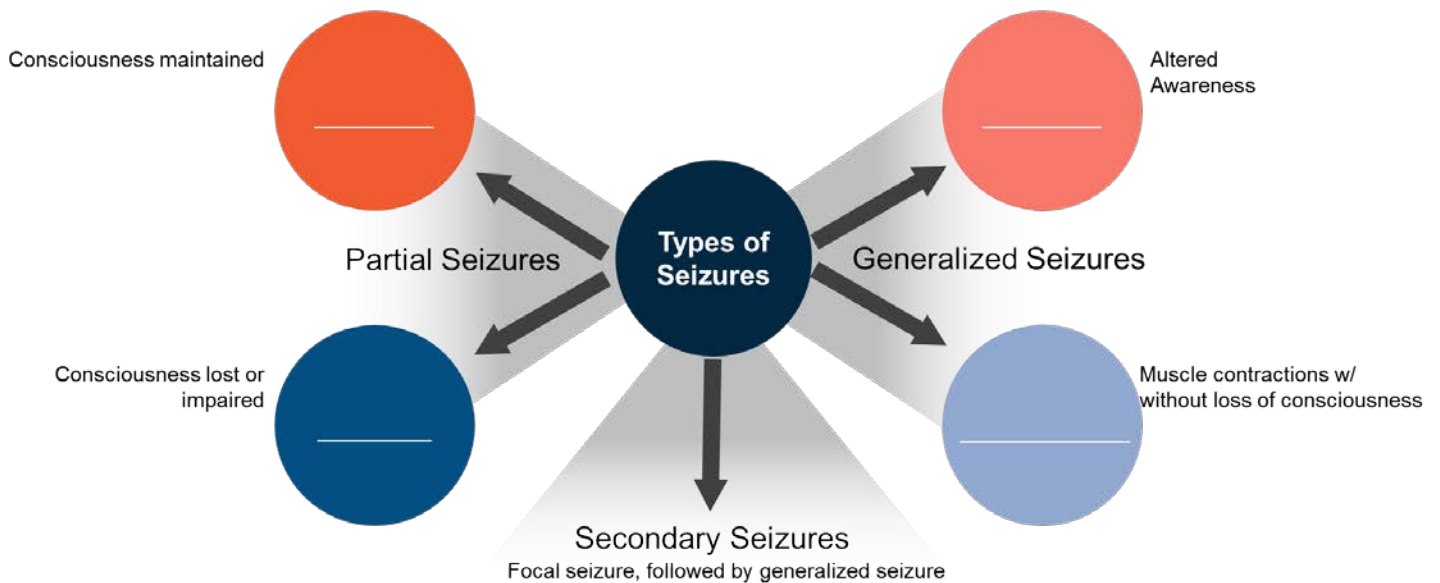 Consciousness maintained
Altered
Awareness
Types of
Seizures
Partial Seizures
Generalized Seizures
Consciousness lost or
impaired
Muscle contractions w/
without loss of consciousness
Secondary Seizures
Focal seizure, followed by generalized seizure